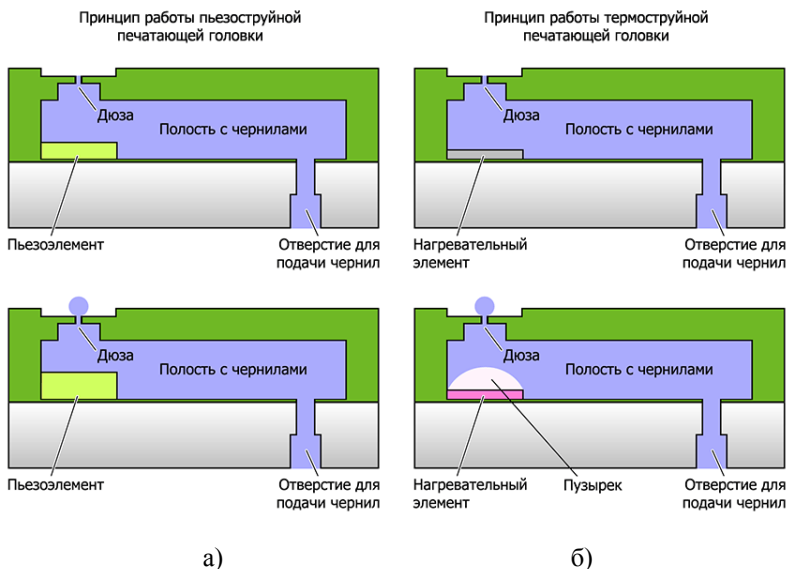 Принцип работы пьезоструйной
печатающей головки
Дюза
Полость с чернилами
Пьезоэлемент
Отверстие для
подачи чернил
Дюза
Полость с чернилами
Пьезоэлемент
Отверстие для
подачи чернил
а)
Принцип работы термоструйной
печатающей головки
Дюза
Полость с чернилами
Нагревательный
элемент
Отверстие для
подачи чернил
Дюза
Полость с чернилами
Нагревательный
элемент
Пузырек
Отверстие для
подачи чернил
б)